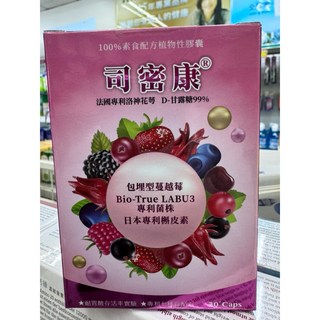 100%素食配方植物性膠囊
司密康®
法國專利洛神花萼 D-甘露糖99%
包埋型蔓越莓
Bio-True LABU3
專利菌株
日本專利槲皮素
30 Caps